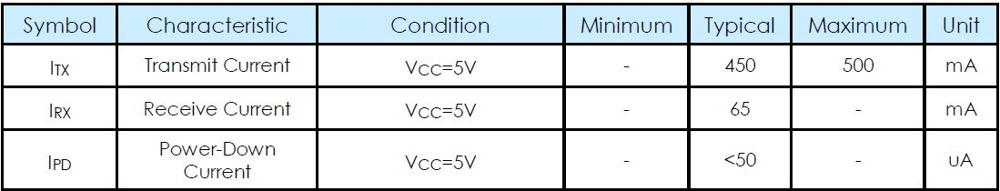 Symbol Characteristic Condition Minimum Typical Maximum Unit
ITX Transmit Current VCC=5V - 450 500 mA
IRX Receive Current VCC=5V - 65 - mA
IPD Power-Down Current VCC=5V - <50 - uA